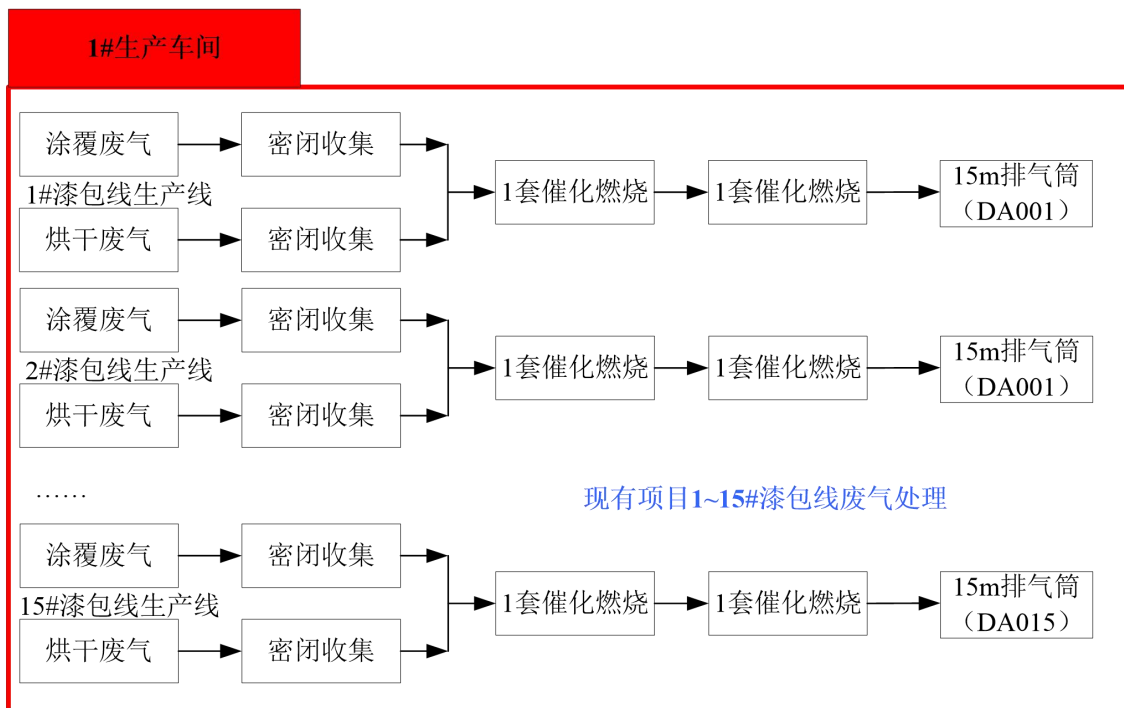 1#生产车间
涂覆废气
密闭收集
1#漆包线生产线
1套催化燃烧
1套催化燃烧
15m排气筒
（DA001）
烘干废气
密闭收集
涂覆废气
密闭收集
2#漆包线生产线
1套催化燃烧
1套催化燃烧
15m排气筒
（DA001）
烘干废气
密闭收集
……
现有项目1~15#漆包线废气处理
涂覆废气
密闭收集
15#漆包线生产线
1套催化燃烧
1套催化燃烧
15m排气筒
（DA015）
烘干废气
密闭收集